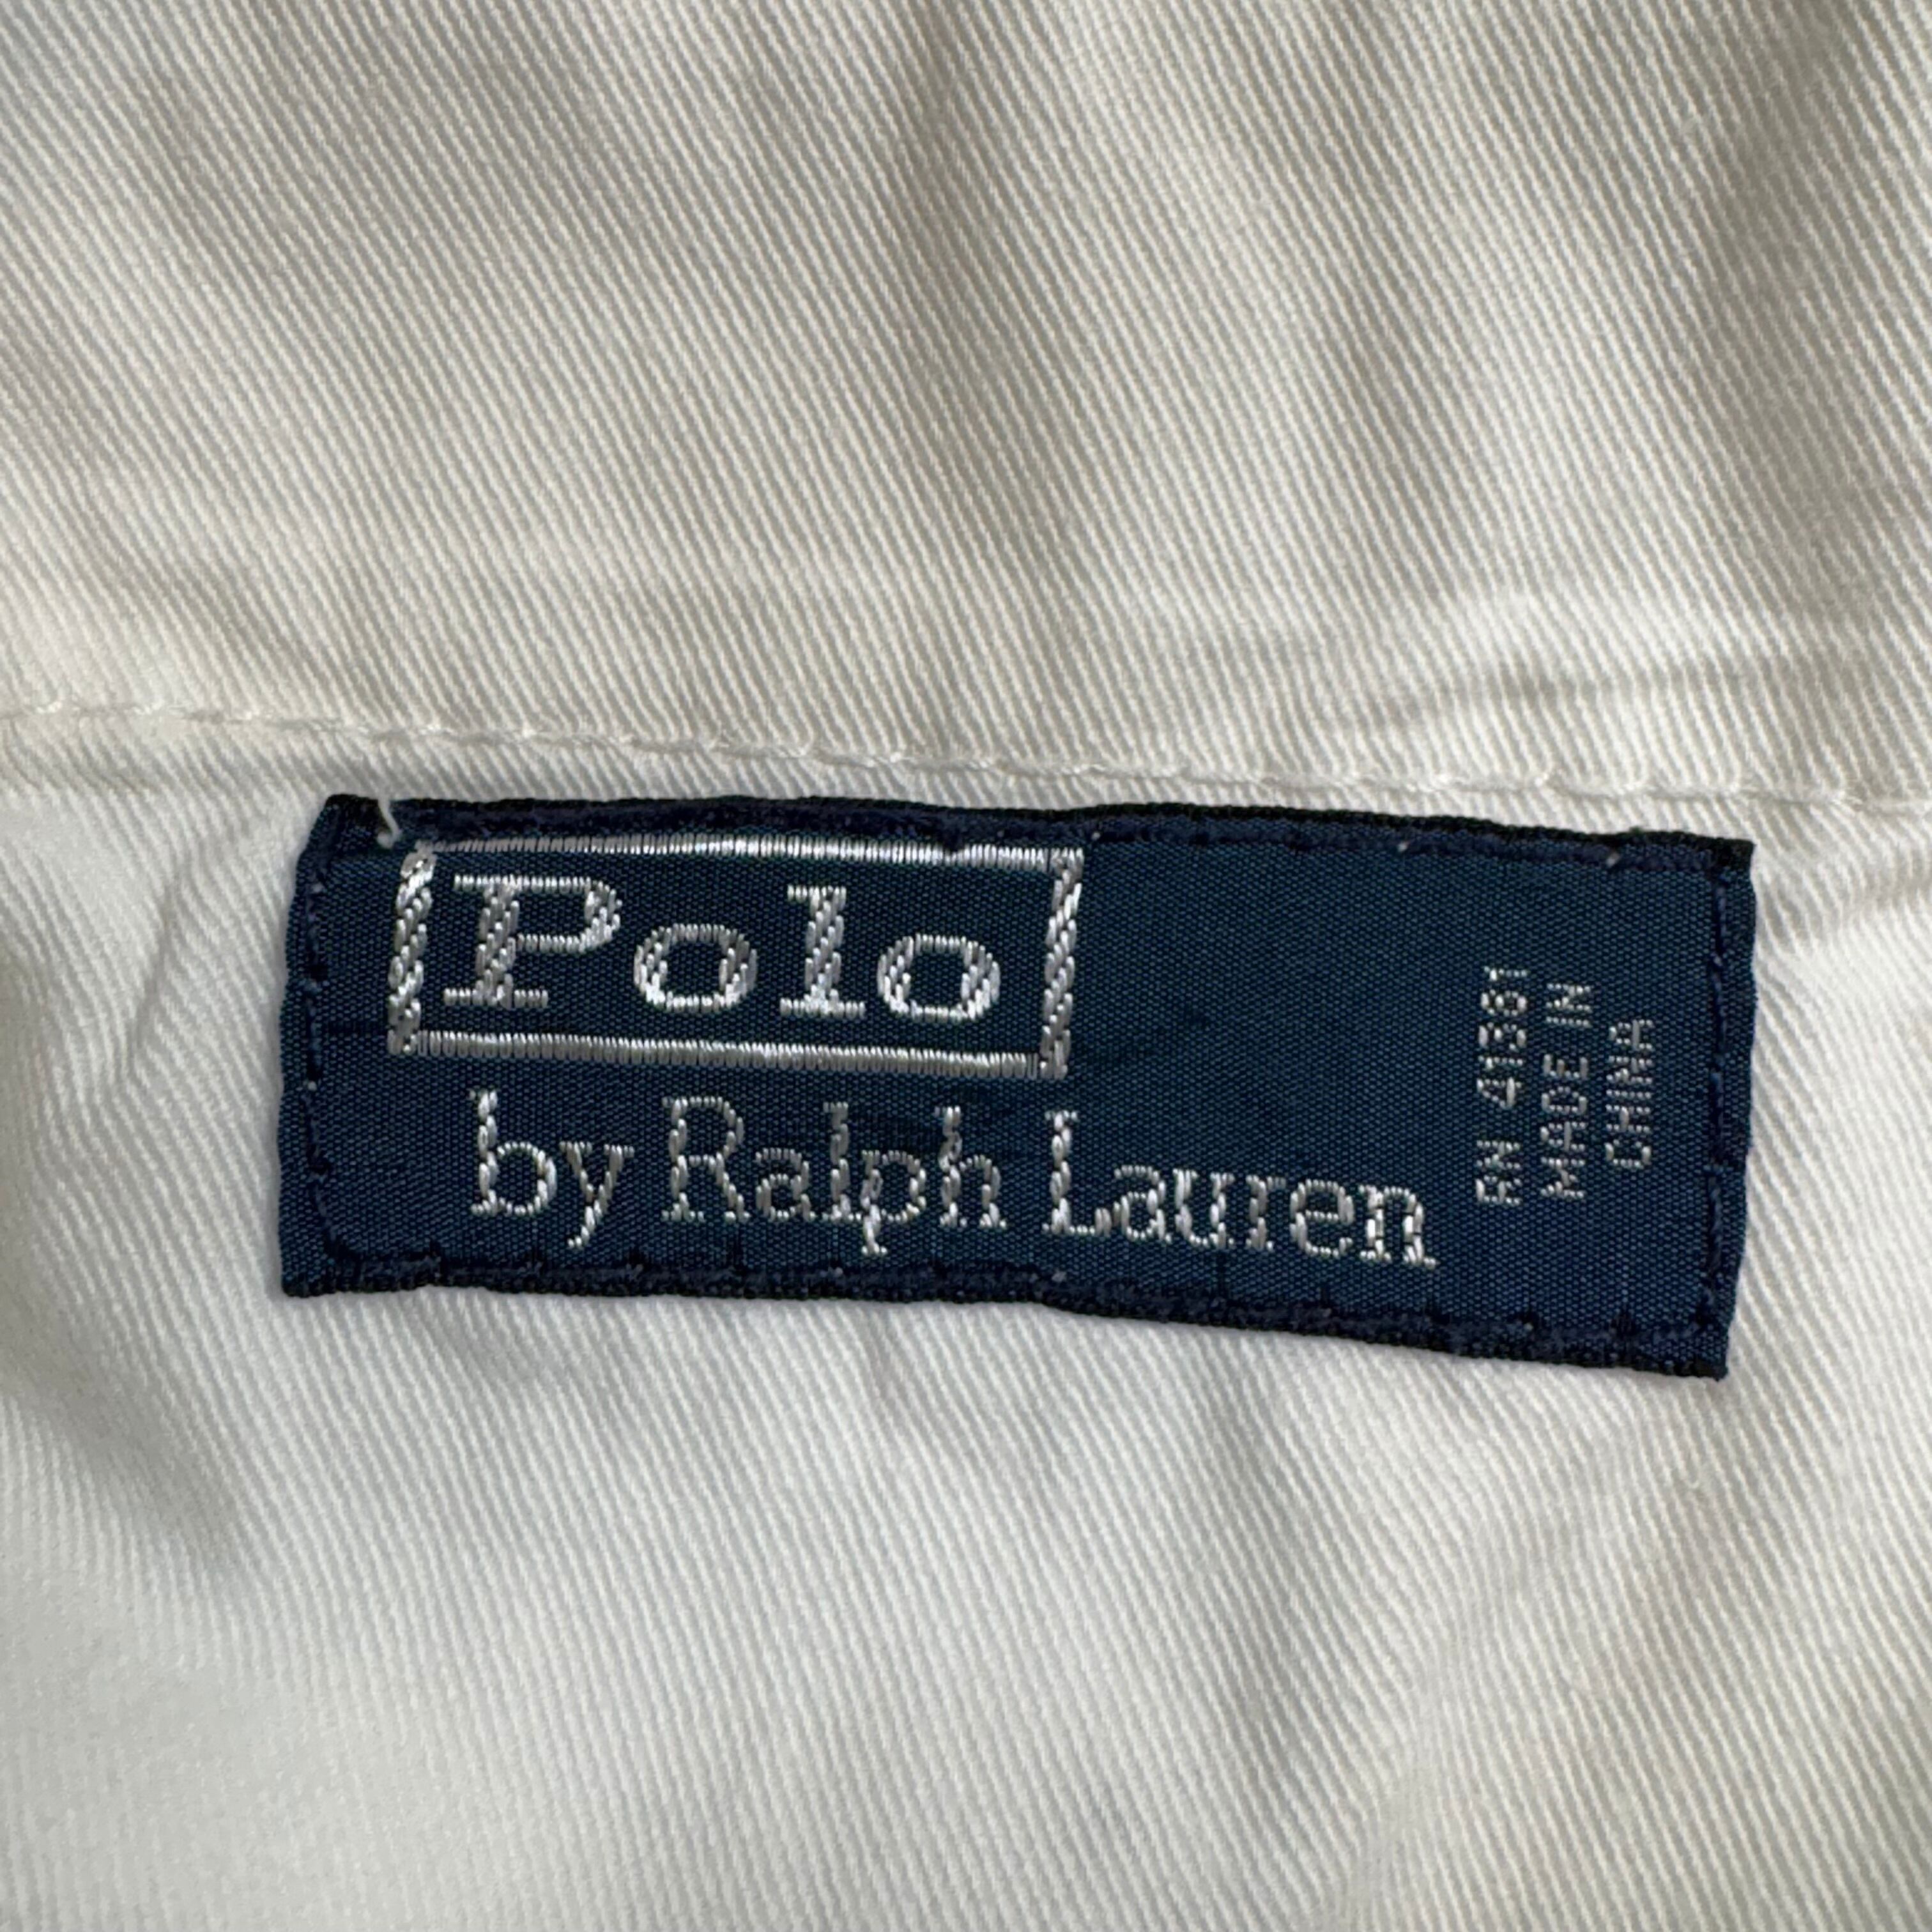 Polo
by Ralph Lauren
RN 41381
MADE IN
CHINA